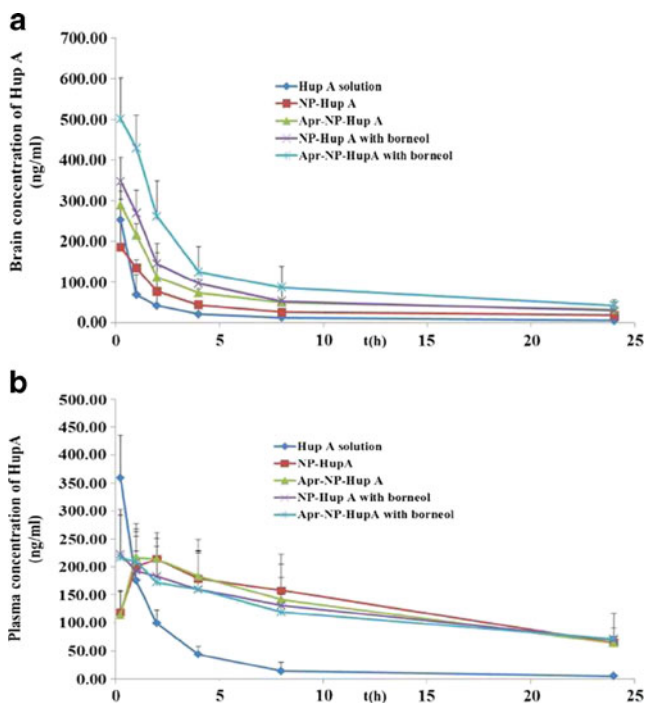 a
Brain concentration of Hup A
(ng/ml)
700.00
600.00
500.00
400.00
300.00
200.00
100.00
0.00
Hup A solution
NP-Hup A
Apr-NP-Hup A
NP-Hup A with borneol
Apr-NP-HupA with borneol
0
5
10
15
20
25
t(h)
b
Plasma concentration of HupA
(ng/ml)
500.00
450.00
400.00
350.00
300.00
250.00
200.00
150.00
100.00
50.00
0.00
Hup A solution
NP-HupA
Apr-NP-Hup A
NP-Hup A with borneol
Apr-NP-HupA with borneol
0
5
10
15
20
25
t(h)